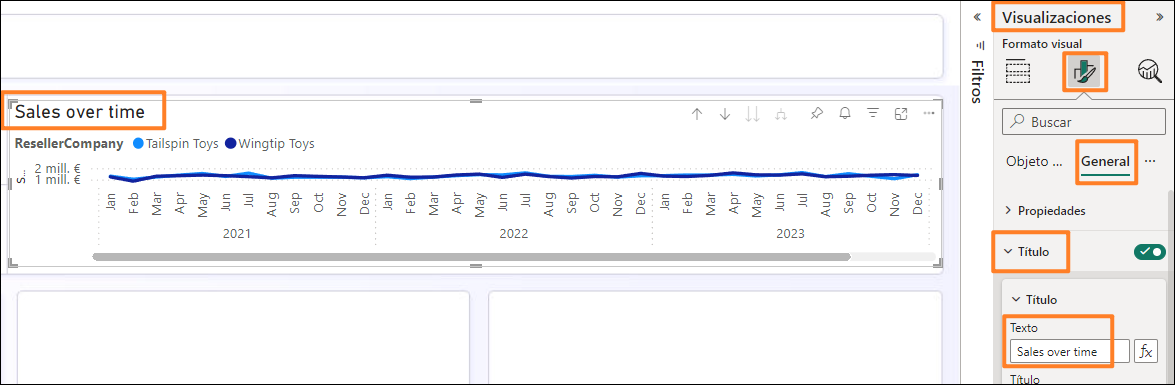 Sales over time
ResellerCompany Tailspin Toys Wingtip Toys
S...
2 mill. €
1 mill. €
Jan Feb Mar Apr May Jun Jul Aug Sep Oct Nov Dec Jan Feb Mar Apr May Jun Jul Aug Sep Oct Nov Dec Jan Feb Mar Apr May Jun Jul Aug Sep Oct Nov Dec
2021 2022 2023
Filtros
Visualizaciones
Formato visual
Buscar
Objeto ... General ...
Propiedades
Título
Título
Texto
Sales over time fx
Título